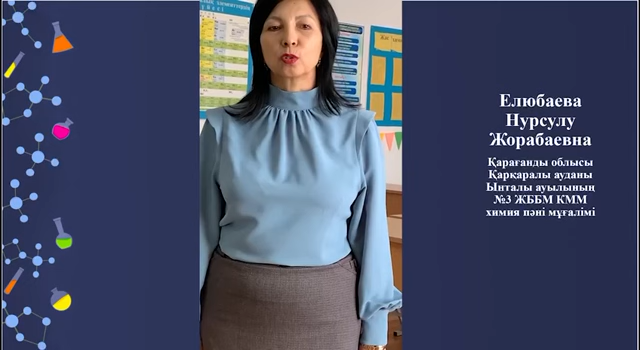 Елюбаева
Нурсулу
Жорабаевна
Қарағанды облысы
Қарқаралы ауданы
Ынталы ауылының
№3 ЖББМ КММ
химия пәні мұғалімі